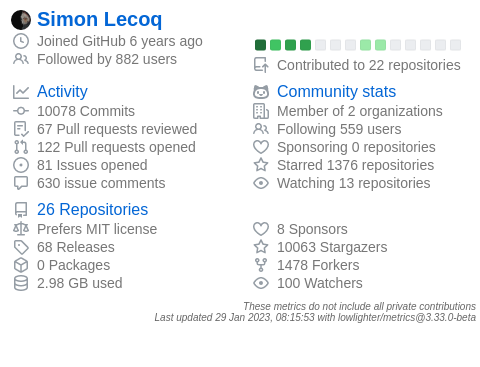 Simon Lecoq
Joined GitHub 6 years ago
Followed by 882 users
Contributed to 22 repositories
Activity
10078 Commits
67 Pull requests reviewed
122 Pull requests opened
81 Issues opened
630 issue comments
Community stats
Member of 2 organizations
Following 559 users
Sponsoring 0 repositories
Starred 1376 repositories
Watching 13 repositories
26 Repositories
Prefers MIT license
68 Releases
0 Packages
2.98 GB used
8 Sponsors
10063 Stargazers
1478 Forkers
100 Watchers
These metrics do not include all private contributions
Last updated 29 Jan 2023, 08:15:53 with lowlighter/metrics@3.33.0-beta